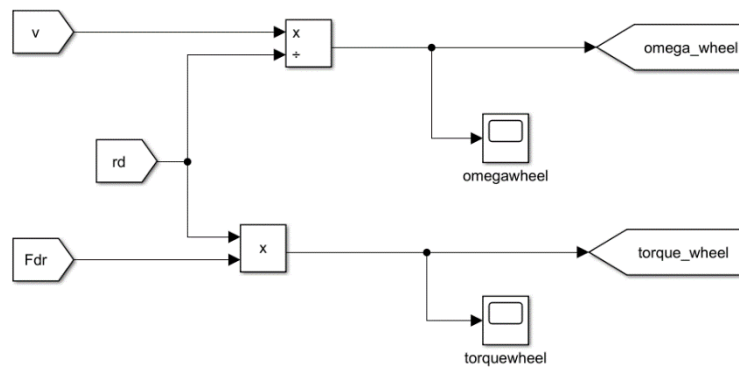 v
x
÷
omega_wheel
rd
omegawheel
Fdr
x
torque_wheel
torquewheel